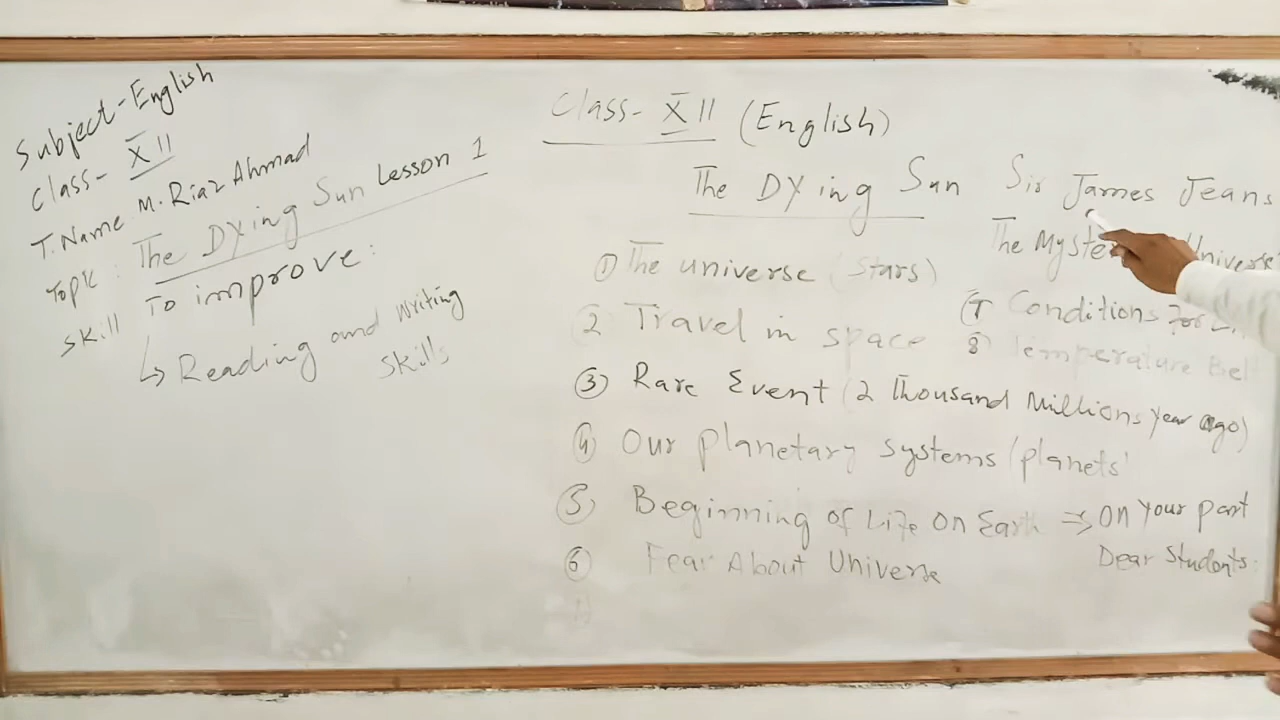 Subject - English
Class - XII
T. Name M. Riaz Ahmad
Topic : The Dying Sun Lesson 1
Skill To improve :
↳ Reading and writing
skills
Class - XII (English)
The Dying Sun Sir James Jeans
The Universe
① The universe (Stars)
② Travel in space
③ Rare Event (2 Thousand Millions year ago)
④ Our planetary systems (planets)
⑤ Beginning of Life on Earth ⇒ on your part
Dear Students.
⑥ Fear About Universe
⑦ Conditions For
⑧ Temperature Bel